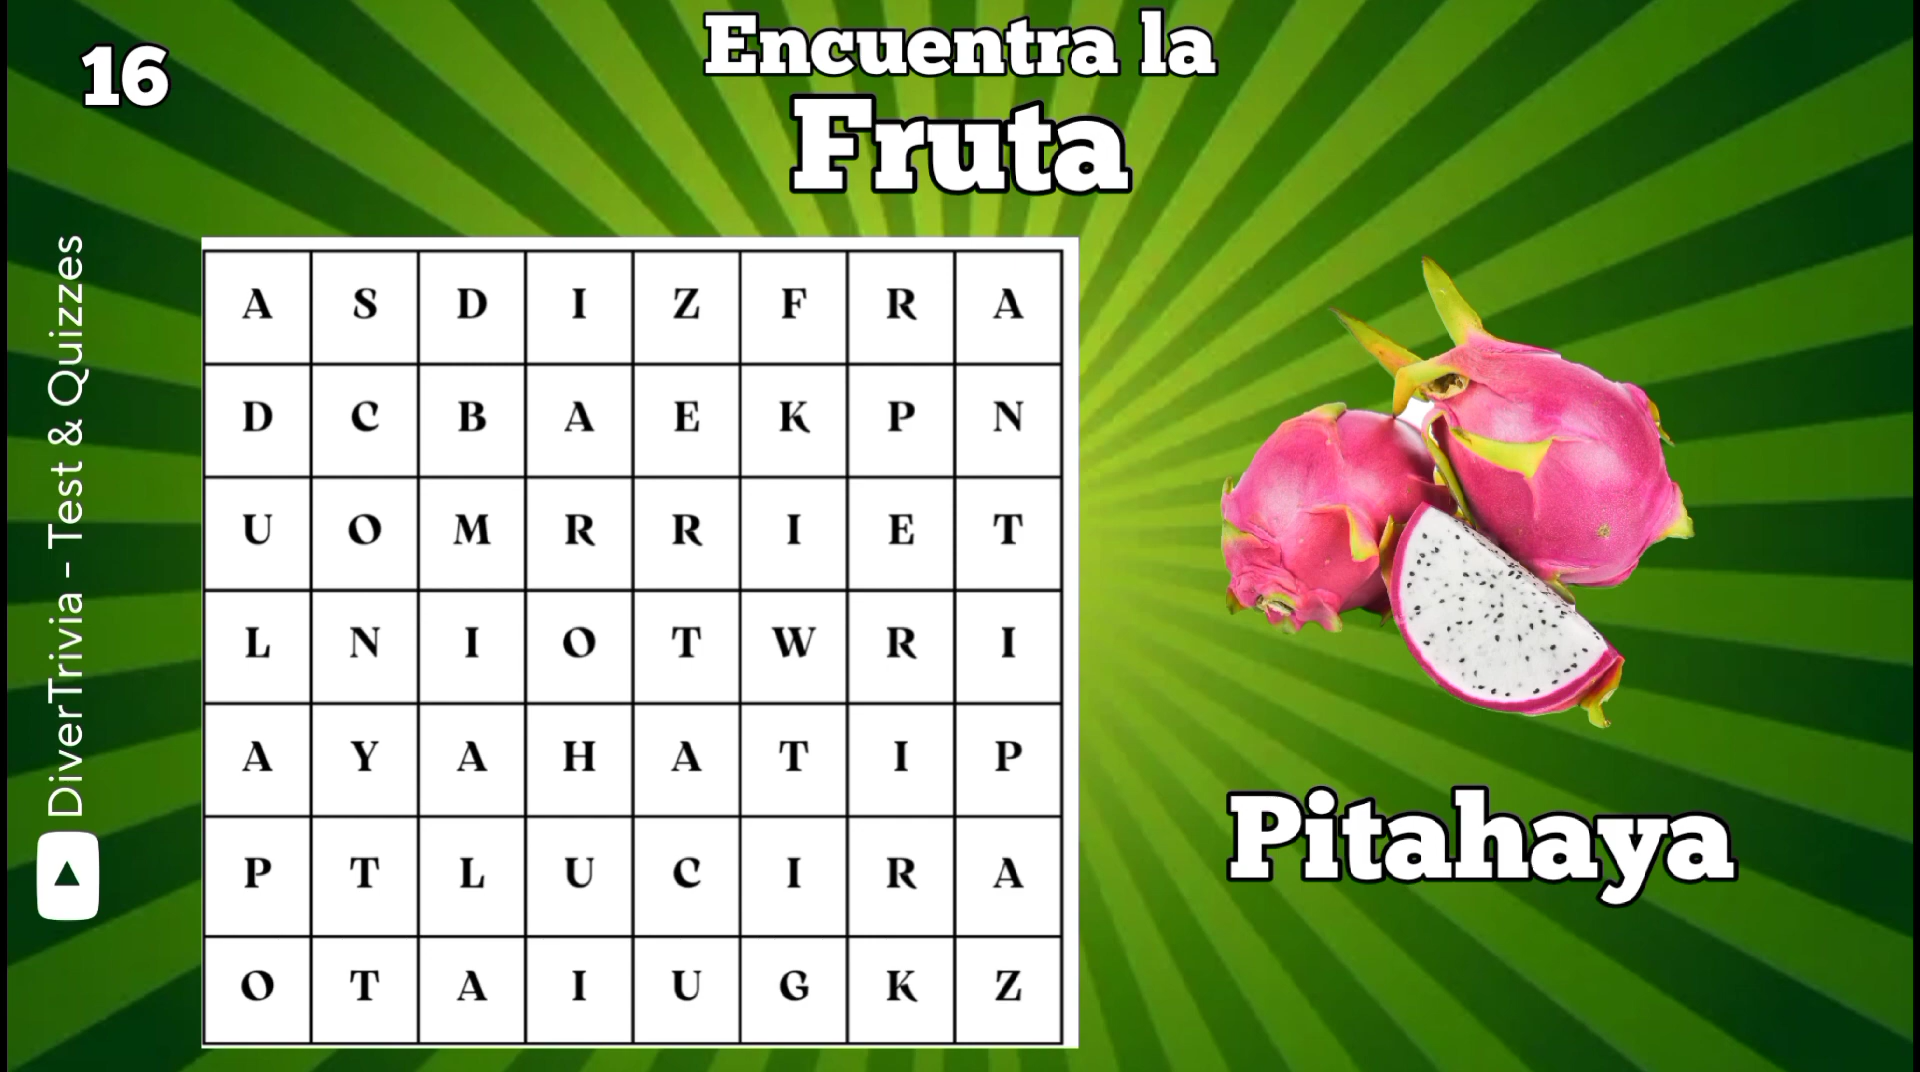 16
Encuentra la
Fruta
DiverTrivia - Test & Quizzes
A S D I Z F R A
D C B A E K P N
U O M R R I E T
L N I O T W R I
A Y A H A T I P
P T L U C I R A
O T A I U G K Z
Pitahaya